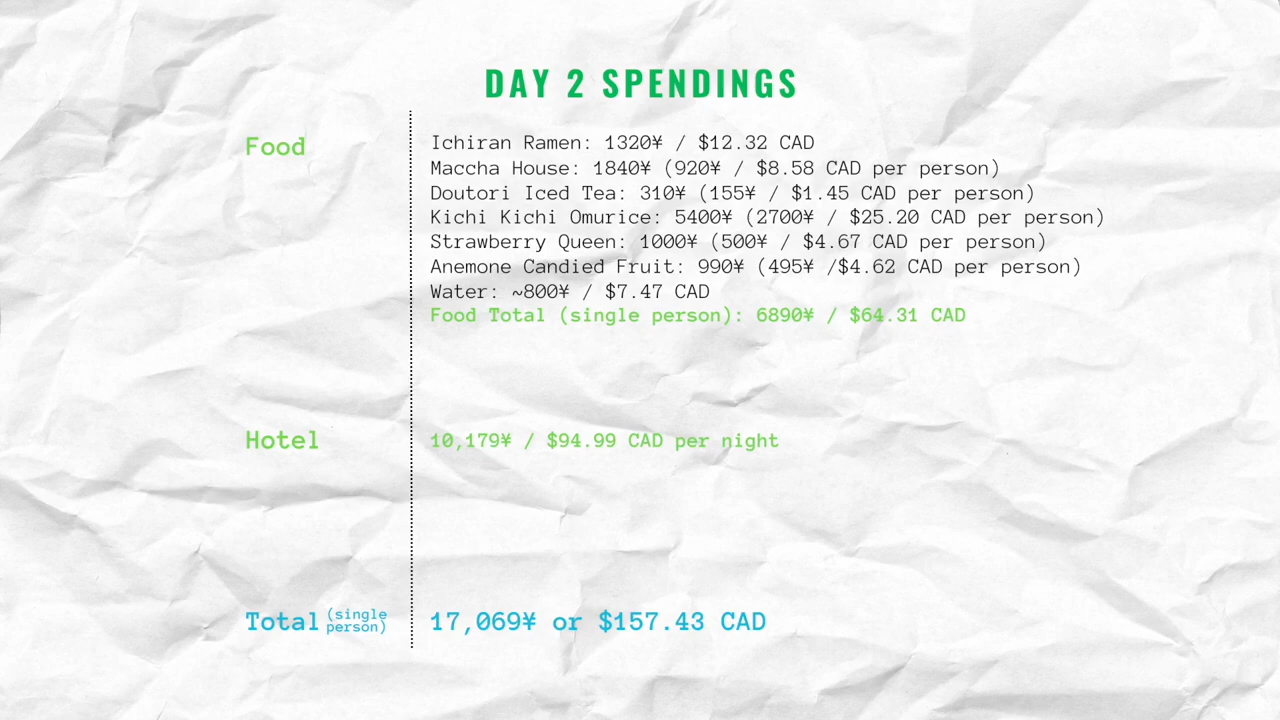 DAY 2 SPENDINGS
Food
Ichiran Ramen: 1320¥ / $12.32 CAD
Maccha House: 1840¥ (920¥ / $8.58 CAD per person)
Doutori Iced Tea: 310¥ (155¥ / $1.45 CAD per person)
Kichi Kichi Omurice: 5400¥ (2700¥ / $25.20 CAD per person)
Strawberry Queen: 1000¥ (500¥ / $4.67 CAD per person)
Anemone Candied Fruit: 990¥ (495¥ /$4.62 CAD per person)
Water: ~800¥ / $7.47 CAD
Food Total (single person): 6890¥ / $64.31 CAD
Hotel
10,179¥ / $94.99 CAD per night
Total (single
person)
17,069¥ or $157.43 CAD